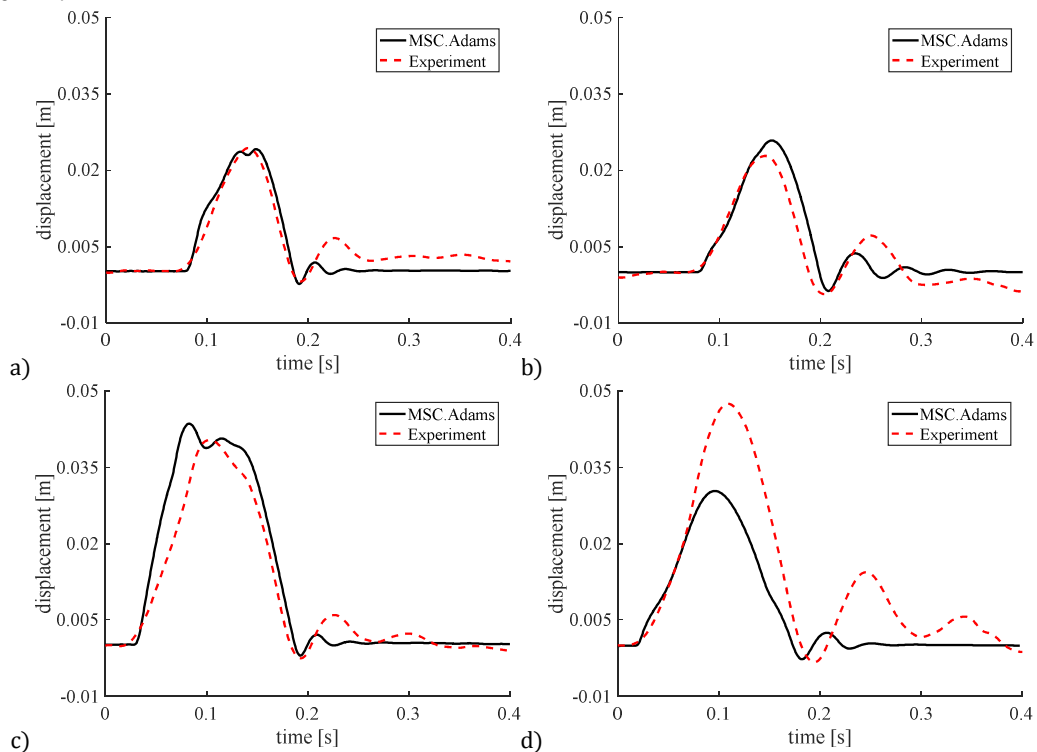 0.05
0.035
0.02
0.005
-0.01
displacement [m]
0
0.1
0.2
0.3
0.4
time [s]
MSC.Adams
Experiment
a)
0.05
0.035
0.02
0.005
-0.01
displacement [m]
0
0.1
0.2
0.3
0.4
time [s]
MSC.Adams
Experiment
b)
0.05
0.035
0.02
0.005
-0.01
displacement [m]
0
0.1
0.2
0.3
0.4
time [s]
MSC.Adams
Experiment
c)
0.05
0.035
0.02
0.005
-0.01
displacement [m]
0
0.1
0.2
0.3
0.4
time [s]
MSC.Adams
Experiment
d)